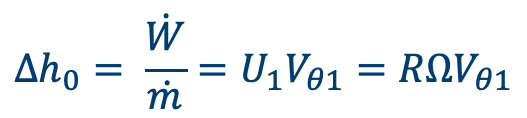 Δh₀ = Ẇ/ṁ = U₁V_θ1 = RΩV_θ1